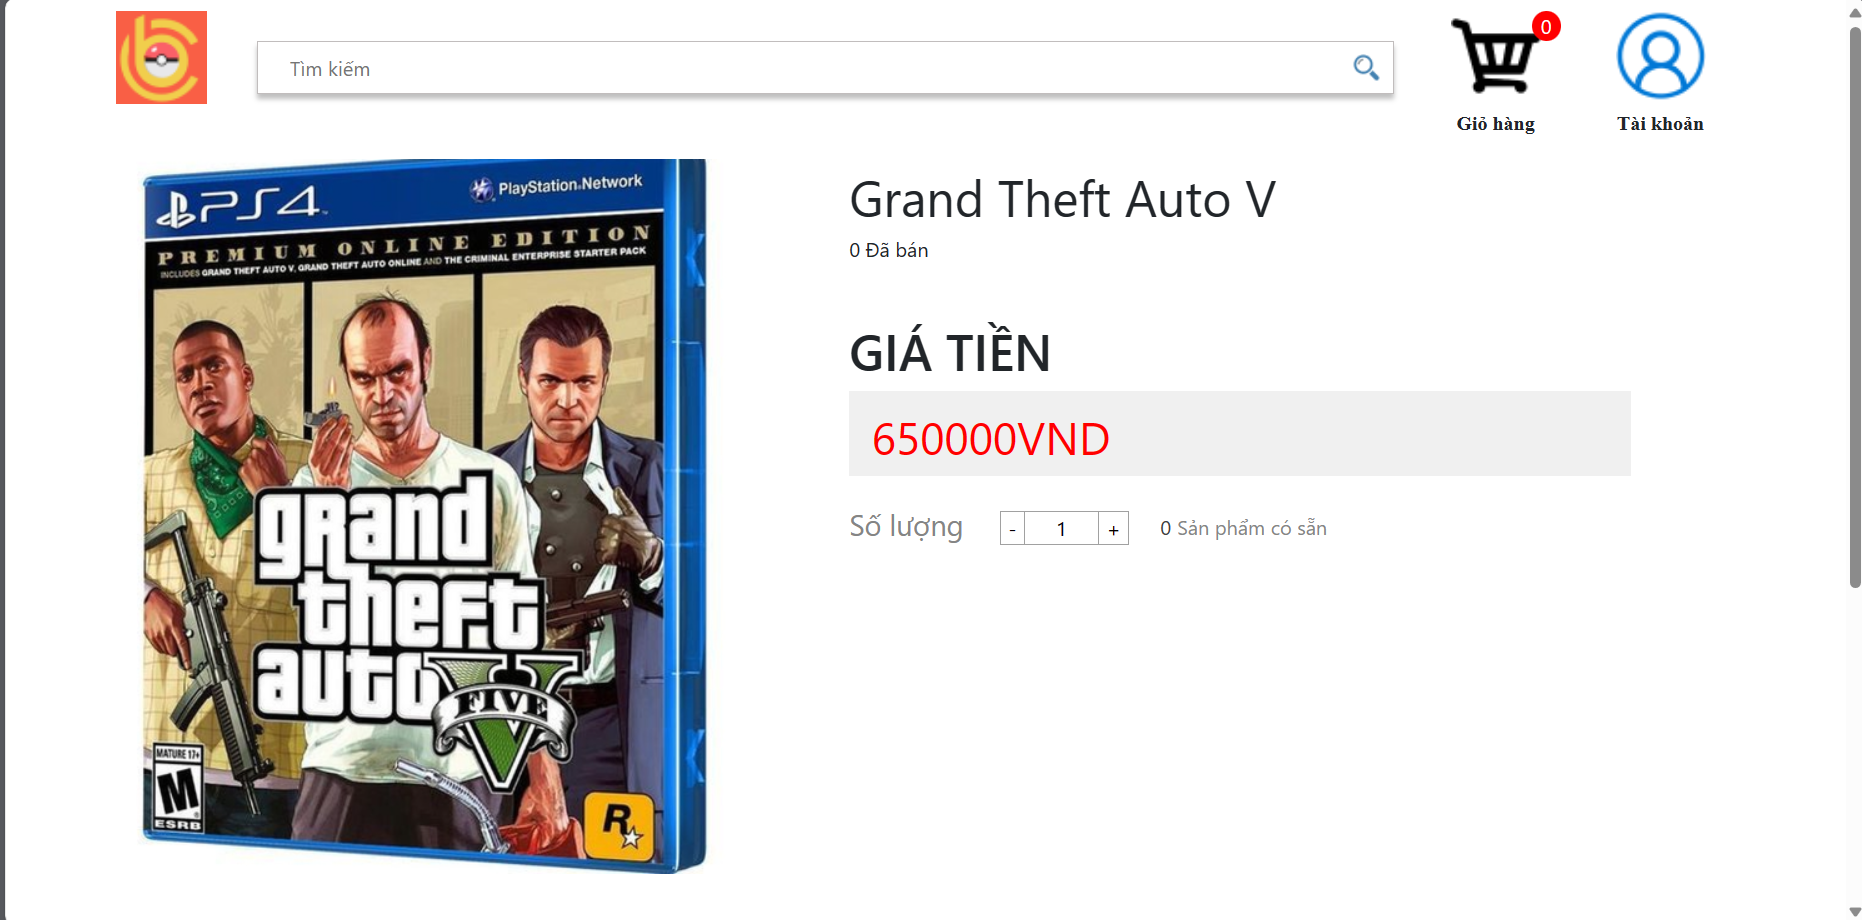 Tìm kiếm
0
Giỏ hàng
Tài khoản
PS4
PlayStation Network
PREMIUM ONLINE EDITION
INCLUDES GRAND THEFT AUTO V, GRAND THEFT AUTO ONLINE AND THE CRIMINAL ENTERPRISE STARTER PACK
grand
theft
auto V
FIVE
MATURE 17+
M
ESRB
R
Grand Theft Auto V
0 Đã bán
GIÁ TIỀN
650000VND
Số lượng
- 1 +
0 Sản phẩm có sẵn